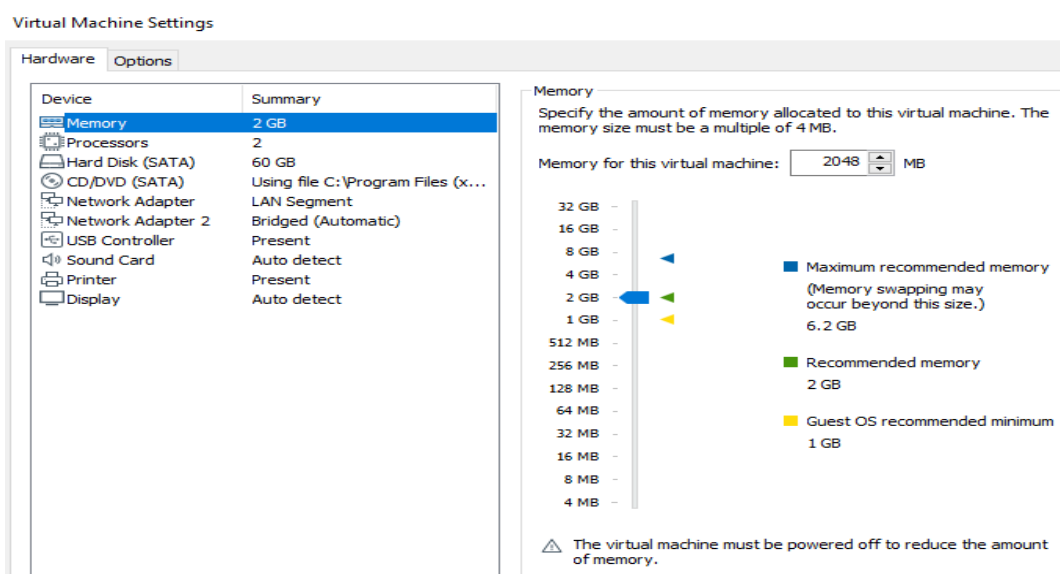 Virtual Machine Settings
Hardware Options
Device Summary
Memory 2 GB
Processors 2
Hard Disk (SATA) 60 GB
CD/DVD (SATA) Using file C:\Program Files (x...
Network Adapter LAN Segment
Network Adapter 2 Bridged (Automatic)
USB Controller Present
Sound Card Auto detect
Printer Present
Display Auto detect
Memory
Specify the amount of memory allocated to this virtual machine. The
memory size must be a multiple of 4 MB.
Memory for this virtual machine: 2048 MB
32 GB
16 GB
8 GB
4 GB
2 GB
1 GB
512 MB
256 MB
128 MB
64 MB
32 MB
16 MB
8 MB
4 MB
Maximum recommended memory
(Memory swapping may
occur beyond this size.)
6.2 GB
Recommended memory
2 GB
Guest OS recommended minimum
1 GB
The virtual machine must be powered off to reduce the amount
of memory.